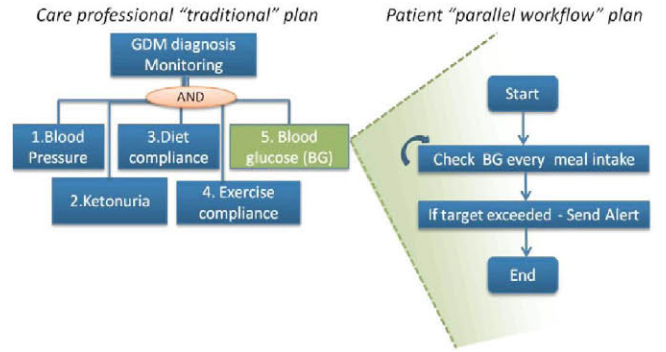 Care professional “traditional” plan
Patient “parallel workflow” plan
GDM diagnosis
Monitoring
AND
1.Blood
Pressure
3.Diet
compliance
5. Blood
glucose (BG)
2.Ketonuria
4. Exercise
compliance
Start
Check BG every meal intake
If target exceeded - Send Alert
End